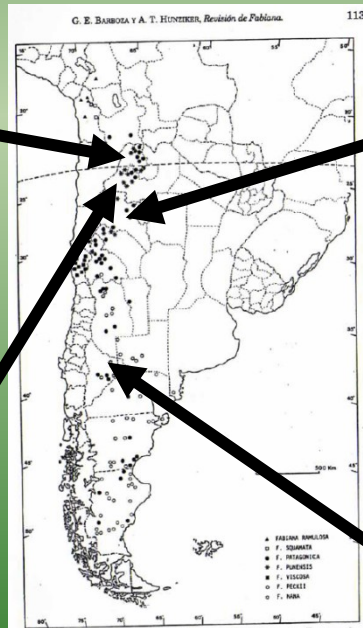 G. E. BARBOZA Y A. T. HUNZIKER, Revisión de Fabiana. 113
500 Km
▲ FABIANA RAMULOSA
□ F. SQUAMATA
● F. PATAGONICA
F. PUNENSIS
■ F. VISCOSA
○ F. PECKII
○ F. NANA